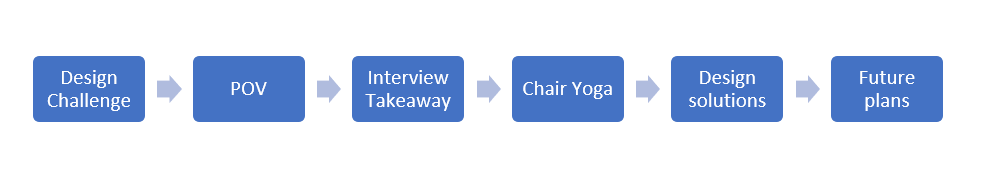 Design
Challenge
POV
Interview
Takeaway
Chair Yoga
Design
solutions
Future
plans